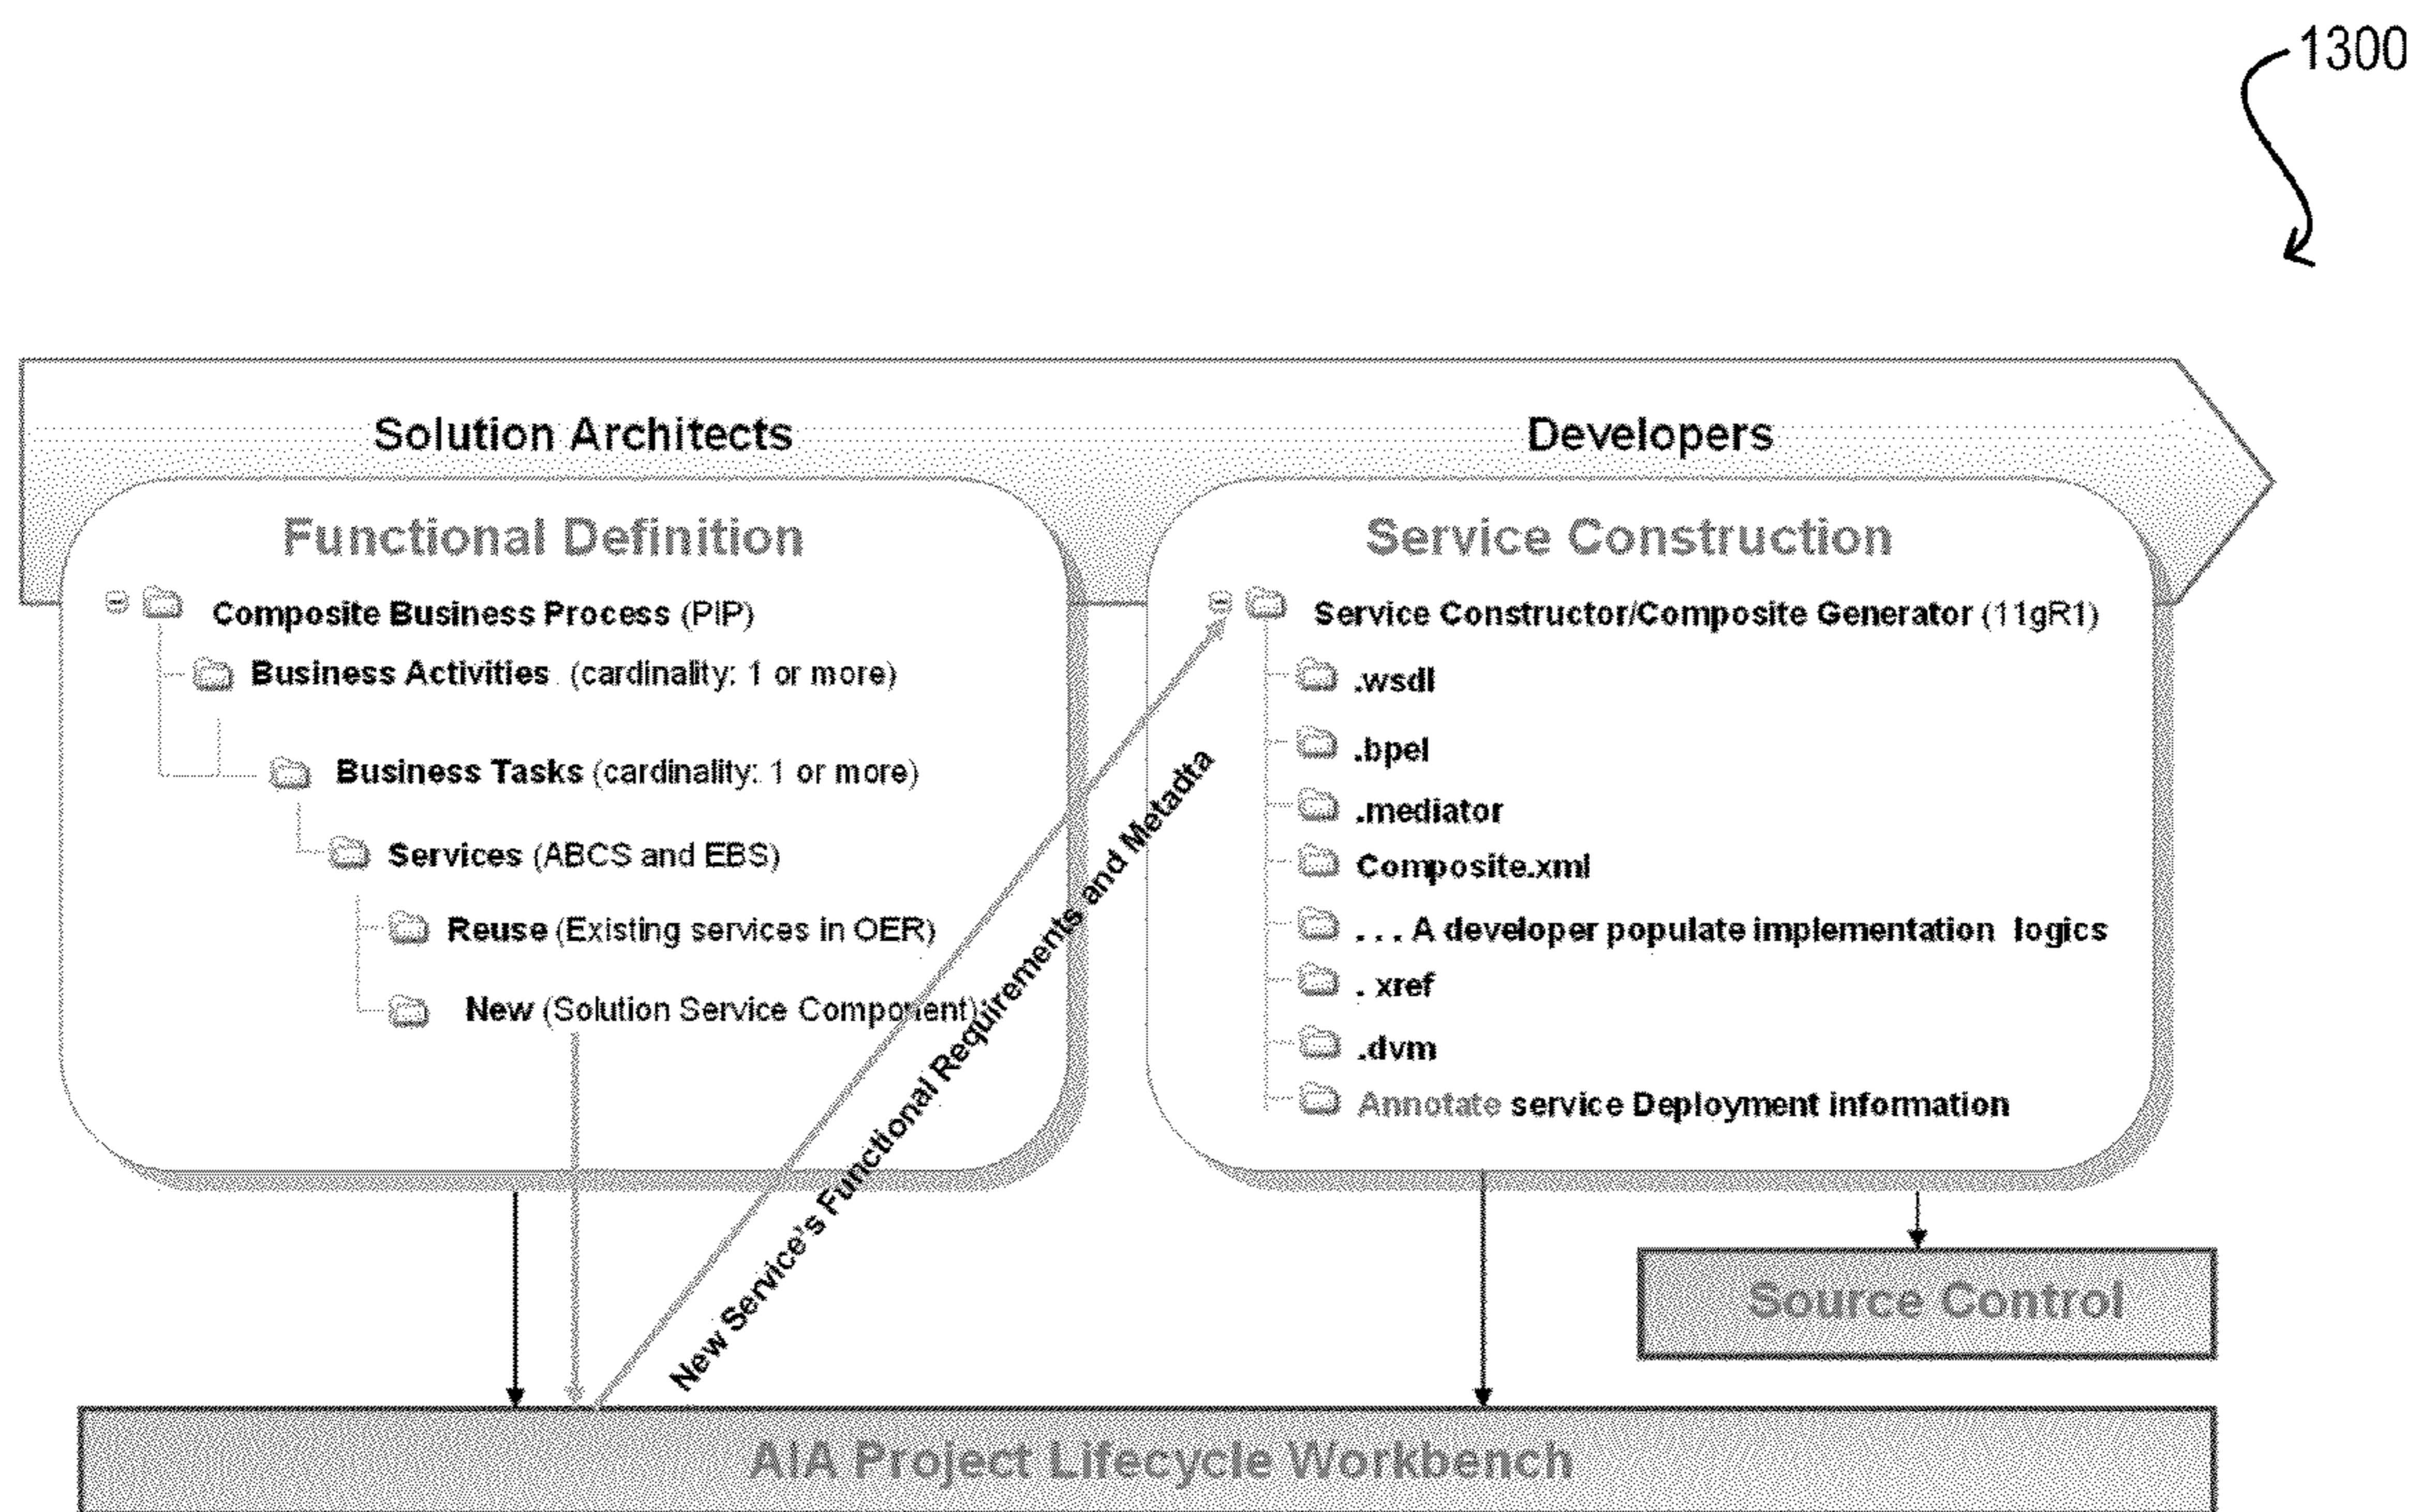 1300
Solution Architects
Developers
Functional Definition
Composite Business Process (PIP)
Business Activities (cardinality: 1 or more)
Business Tasks (cardinality: 1 or more)
Services (ABCS and EBS)
Reuse (Existing services in OER)
New (Solution Service Component)
New Service's Functional Requirements and Metadta
Service Construction
Service Constructor/Composite Generator (11gR1)
.wsdl
.bpel
.mediator
Composite.xml
... A developer populate implementation logics
. xref
.dvm
Annotate service Deployment information
Source Control
AIA Project Lifecycle Workbench